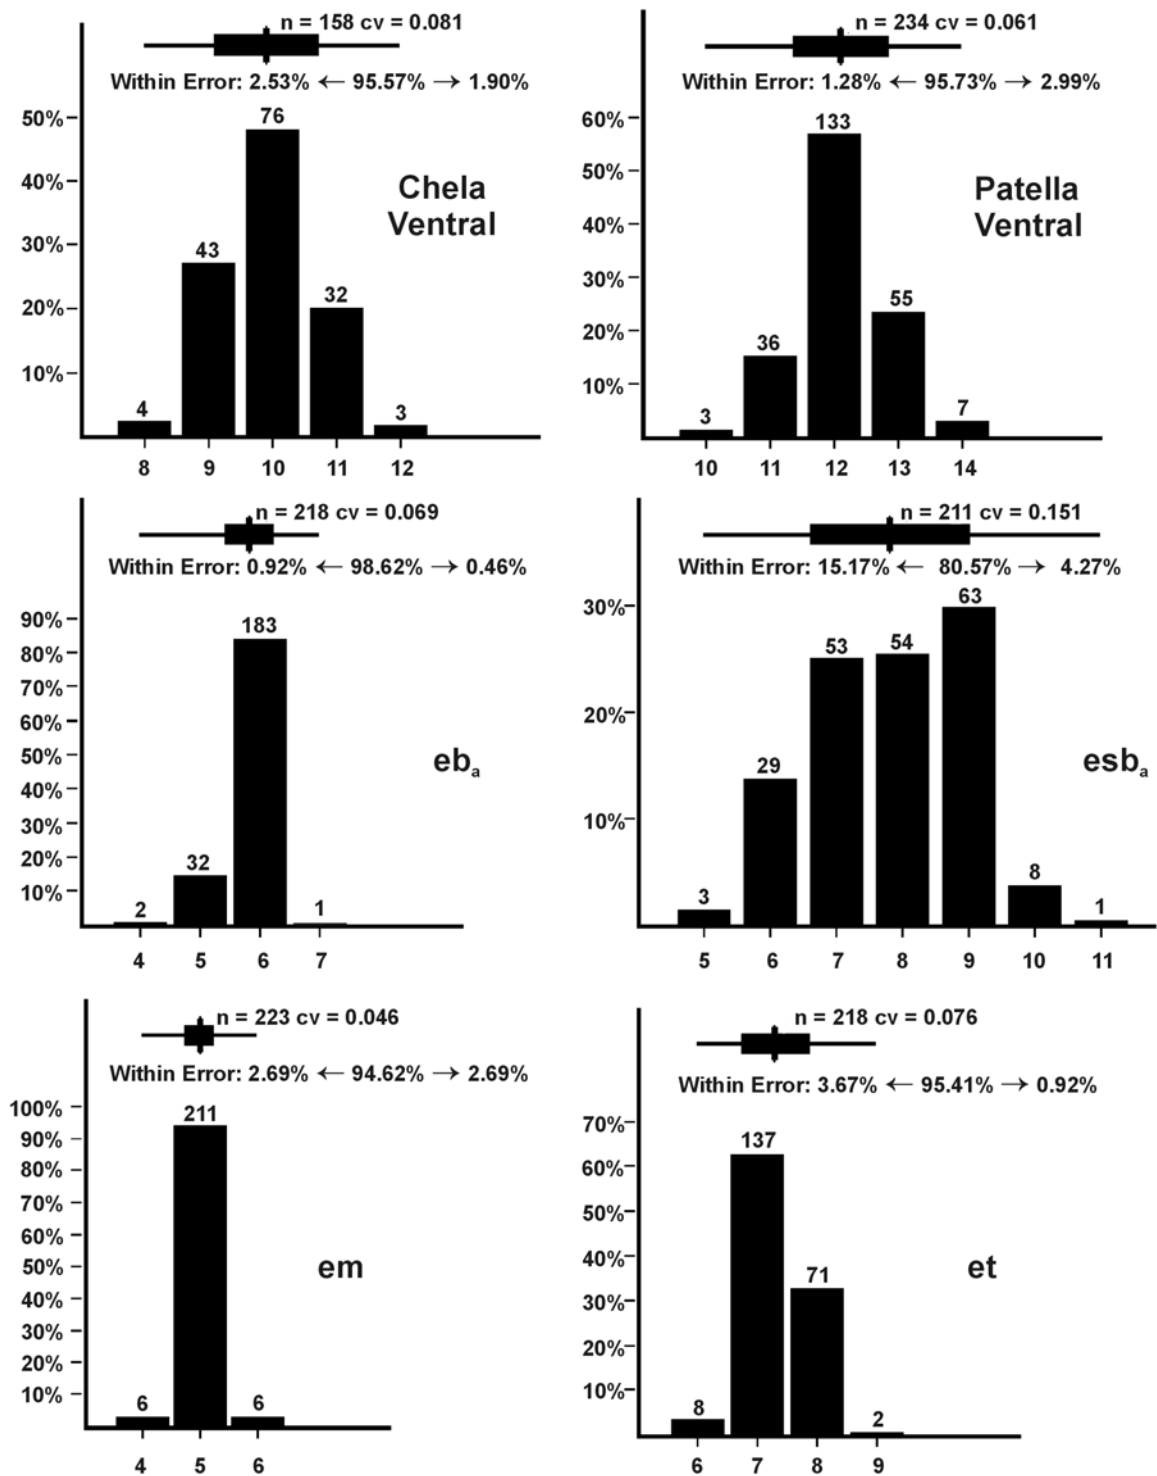 n = 158 cv = 0.081
Within Error: 2.53% ← 95.57% → 1.90%
50%
40%
30%
20%
10%
4
43
76
32
3
Chela
Ventral
8 9 10 11 12
n = 234 cv = 0.061
Within Error: 1.28% ← 95.73% → 2.99%
60%
50%
40%
30%
20%
10%
3
36
133
55
7
Patella
Ventral
10 11 12 13 14
n = 218 cv = 0.069
Within Error: 0.92% ← 98.62% → 0.46%
90%
80%
70%
60%
50%
40%
30%
20%
10%
2
32
183
1
eba
4 5 6 7
n = 211 cv = 0.151
Within Error: 15.17% ← 80.57% → 4.27%
30%
20%
10%
3
29
53
54
63
8
1
esba
5 6 7 8 9 10 11
n = 223 cv = 0.046
Within Error: 2.69% ← 94.62% → 2.69%
100%
90%
80%
70%
60%
50%
40%
30%
20%
10%
6
211
6
em
4 5 6
n = 218 cv = 0.076
Within Error: 3.67% ← 95.41% → 0.92%
70%
60%
50%
40%
30%
20%
10%
8
137
71
2
et
6 7 8 9